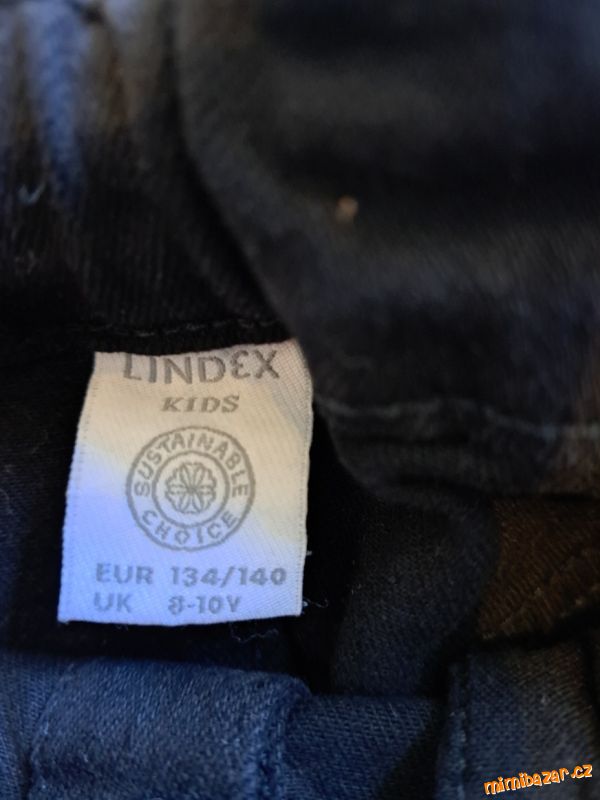 LINDEX
KIDS
SUSTAINABLE
CHOICE
EUR 134/140
UK 8-10Y
mimibazar.cz